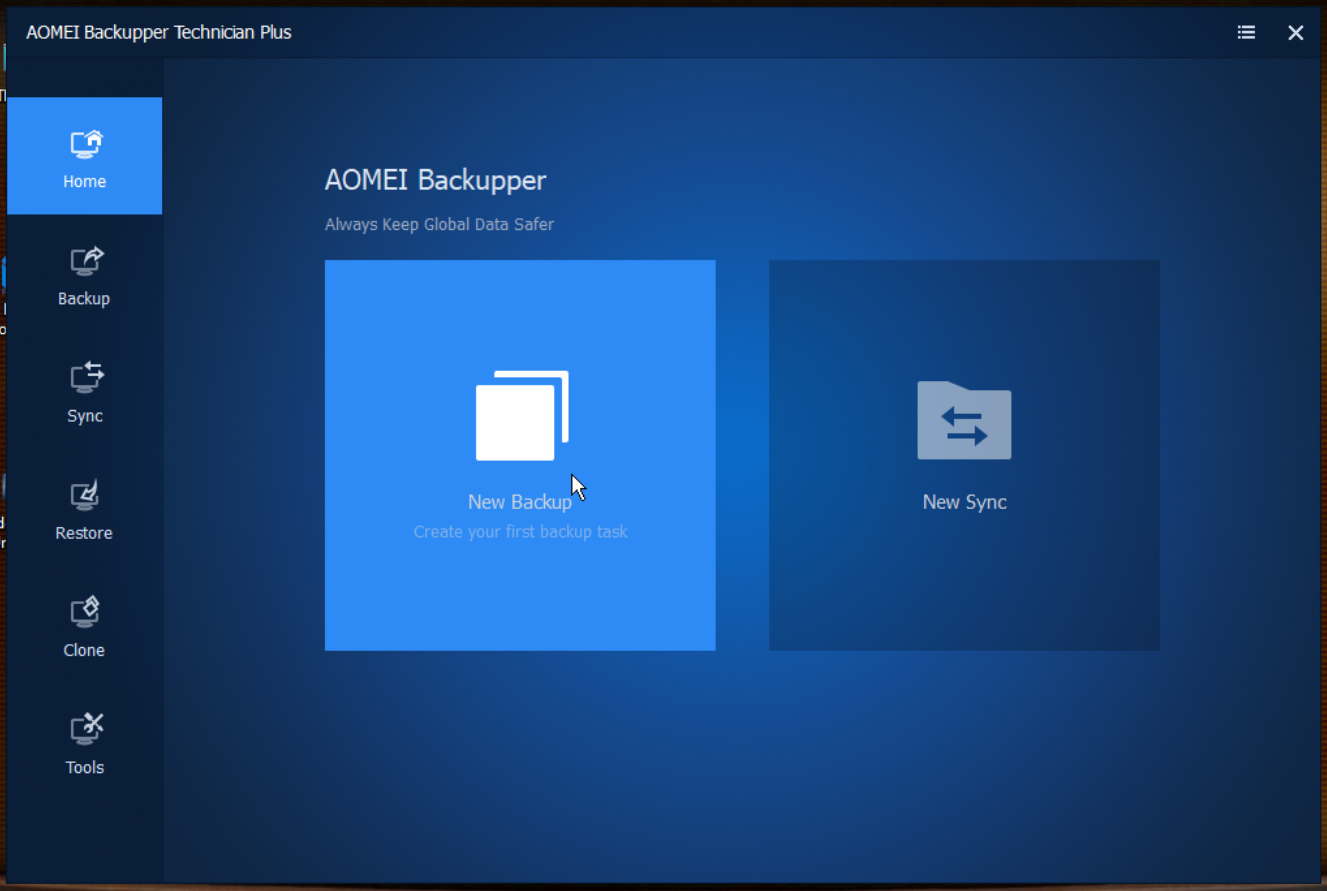 AOMEI Backupper Technician Plus
Home
Backup
Sync
Restore
Clone
Tools
AOMEI Backupper
Always Keep Global Data Safer
New Backup
Create your first backup task
New Sync